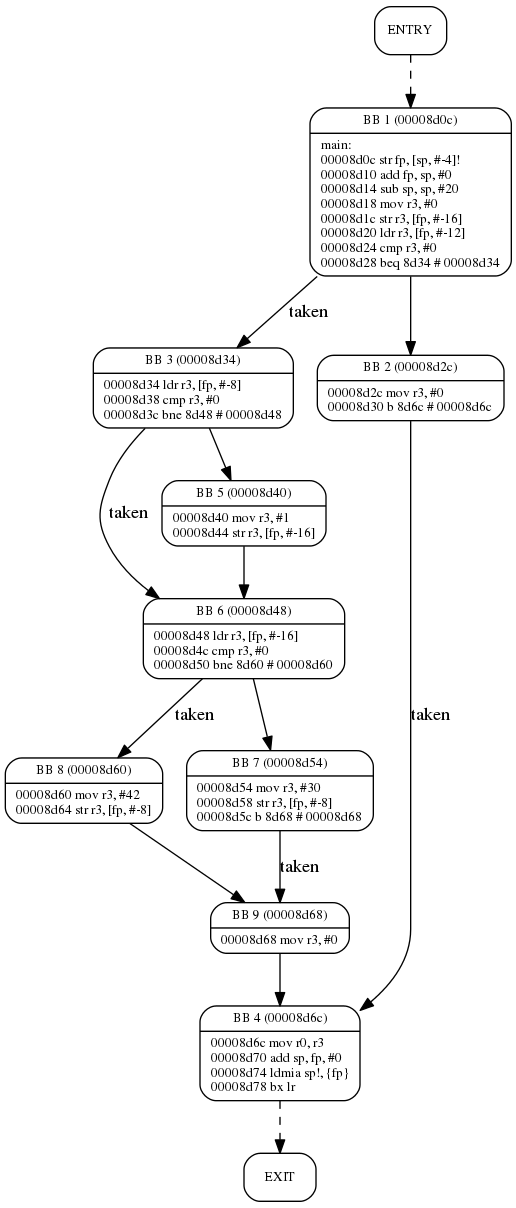 ENTRY
BB 1 (00008d0c)
main:
00008d0c str fp, [sp, #-4]!
00008d10 add fp, sp, #0
00008d14 sub sp, sp, #20
00008d18 mov r3, #0
00008d1c str r3, [fp, #-16]
00008d20 ldr r3, [fp, #-12]
00008d24 cmp r3, #0
00008d28 beq 8d34 # 00008d34
taken
BB 3 (00008d34)
00008d34 ldr r3, [fp, #-8]
00008d38 cmp r3, #0
00008d3c bne 8d48 # 00008d48
BB 2 (00008d2c)
00008d2c mov r3, #0
00008d30 b 8d6c # 00008d6c
taken
BB 5 (00008d40)
00008d40 mov r3, #1
00008d44 str r3, [fp, #-16]
BB 6 (00008d48)
00008d48 ldr r3, [fp, #-16]
00008d4c cmp r3, #0
00008d50 bne 8d60 # 00008d60
taken
taken
BB 8 (00008d60)
00008d60 mov r3, #42
00008d64 str r3, [fp, #-8]
BB 7 (00008d54)
00008d54 mov r3, #30
00008d58 str r3, [fp, #-8]
00008d5c b 8d68 # 00008d68
taken
BB 9 (00008d68)
00008d68 mov r3, #0
BB 4 (00008d6c)
00008d6c mov r0, r3
00008d70 add sp, fp, #0
00008d74 ldmia sp!, {fp}
00008d78 bx lr
EXIT